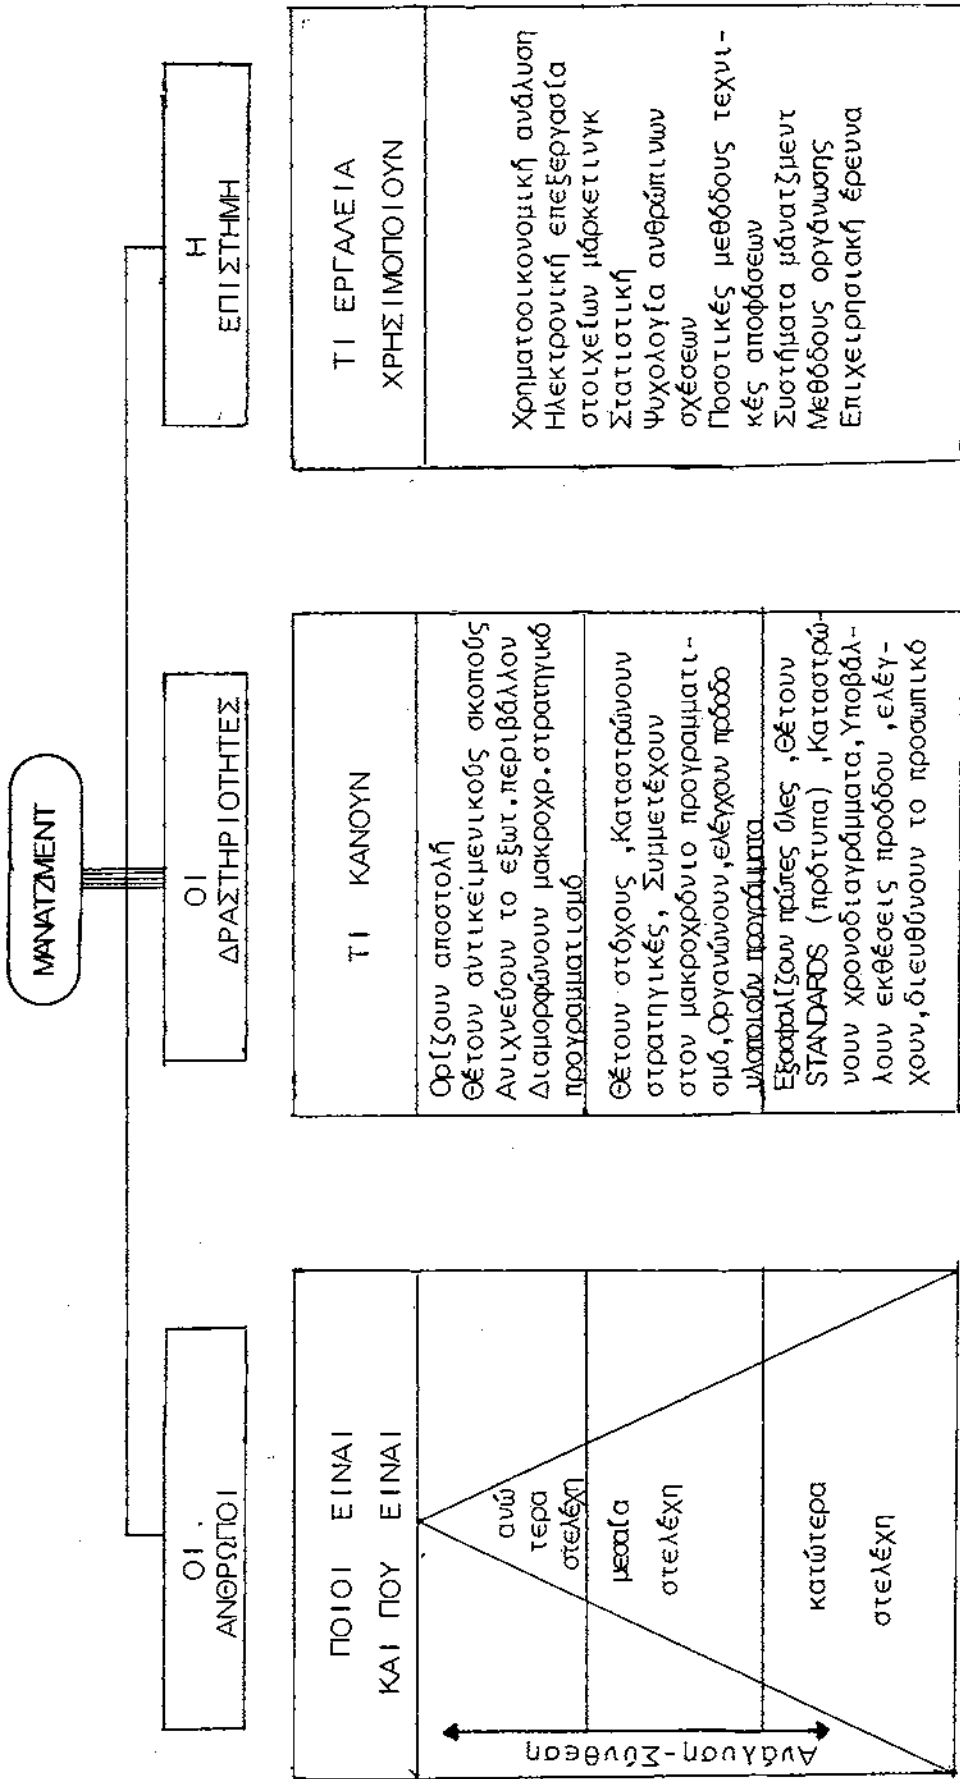 ΜΑΝΑΤΖΜΕΝΤ
ΟΙ
ΑΝΘΡΩΠΟΙ
ΟΙ
ΔΡΑΣΤΗΡΙΟΤΗΤΕΣ
Η
ΕΠΙΣΤΗΜΗ
ΠΟΙΟΙ ΕΙΝΑΙ
ΚΑΙ ΠΟΥ ΕΙΝΑΙ
ανώ
τερα
στελέχη
μεσαία
στελέχη
κατώτερα
στελέχη
Ανάλυση-Σύνθεση
ΤΙ ΚΑΝΟΥΝ
Ορίζουν αποστολή
Θέτουν αντικείμενικούς σκοπούς
Ανιχνεύουν το εξωτ.περιβάλλον
Διαμορφώνουν μακροχρ.στρατηγικό
προγραμματισμό
Θέτουν στόχους ,Καταστρώνουν
στρατηγικές, Συμμετέχουν
στον μακροχρόνιο προγραμματι-
σμό,Οργανώνουν,ελέγχουν πρόοδο
υλοποιούν προγράμματα
Εξασφαλίζουν πρώτες ύλες ,Θέτουν
STANDARDS (πρότυπα) ,Καταστρώ-
νουν χρονοδιαγράμματα,Υποβάλ-
λουν εκθέσεις προόδου ,ελέγ-
χουν,διευθύνουν το προσωπικό
ΤΙ ΕΡΓΑΛΕΙΑ
ΧΡΗΣΙΜΟΠΟΙΟΥΝ
Χρηματοοικονομική ανάλυση
Ηλεκτρονική επεξεργασία
στοιχείων μάρκετινγκ
Στατιστική
Ψυχολογία ανθρώπινων
σχέσεων
Ποσοτικές μεθόδους τεχνι-
κές αποφάσεων
Συστήματα μάνατζμεντ
Μεθόδους οργάνωσης
Επιχειρησιακή έρευνα